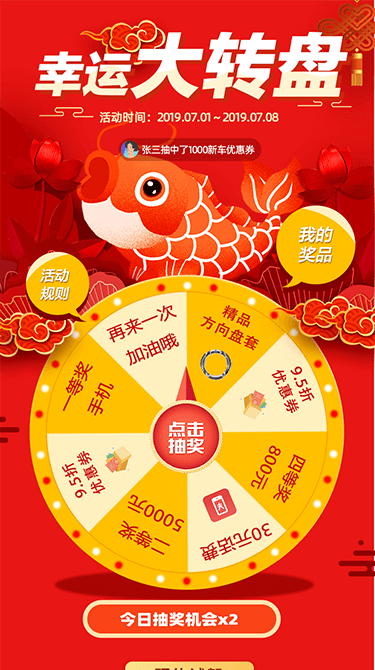 幸运大转盘
活动时间：2019.07.01～2019.07.08
张三抽中了1000新车优惠券
我的
奖品
活动
规则
再来一次
加油哦
精品
方向盘套
9.5折
优惠券
四等奖
800元
30元话费
二等奖
5000元
9.5折
优惠券
一等奖
手机
点击
抽奖
今日抽奖机会x2